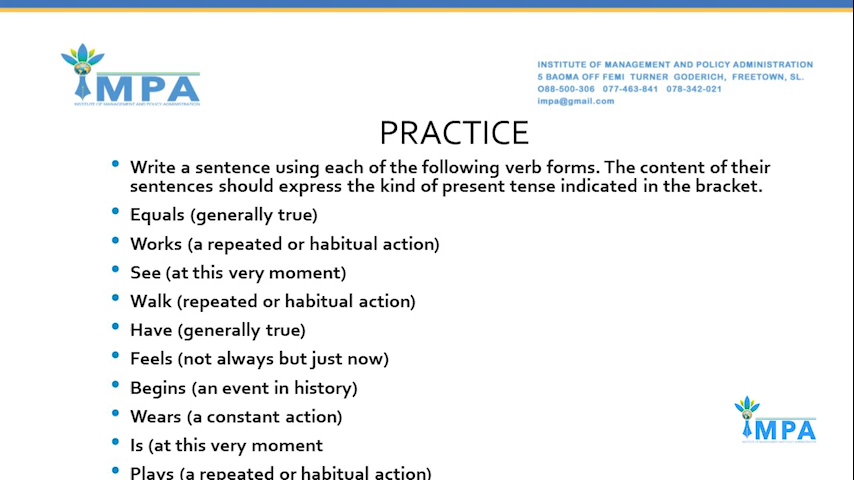 MPA
INSTITUTE OF MANAGEMENT AND POLICY ADMINISTRATION
INSTITUTE OF MANAGEMENT AND POLICY ADMINISTRATION
5 BAOMA OFF FEMI TURNER GODERICH, FREETOWN, SL.
O88-500-306 077-463-841 078-342-021
impa@gmail.com
PRACTICE
• Write a sentence using each of the following verb forms. The content of their
sentences should express the kind of present tense indicated in the bracket.
• Equals (generally true)
• Works (a repeated or habitual action)
• See (at this very moment)
• Walk (repeated or habitual action)
• Have (generally true)
• Feels (not always but just now)
• Begins (an event in history)
• Wears (a constant action)
• Is (at this very moment
• Plays (a repeated or habitual action)
MPA